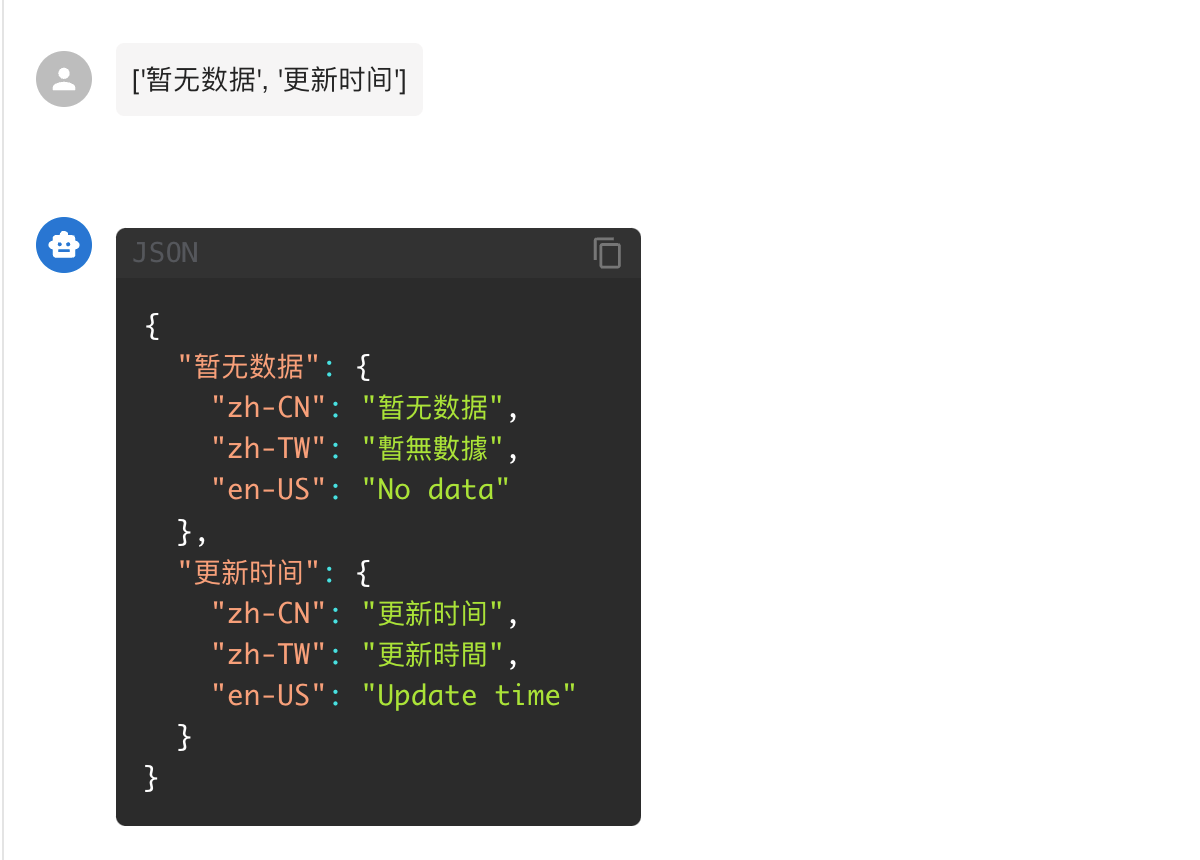 ['暂无数据', '更新时间']
JSON
{
  "暂无数据": {
    "zh-CN": "暂无数据",
    "zh-TW": "暫無數據",
    "en-US": "No data"
  },
  "更新时间": {
    "zh-CN": "更新时间",
    "zh-TW": "更新時間",
    "en-US": "Update time"
  }
}